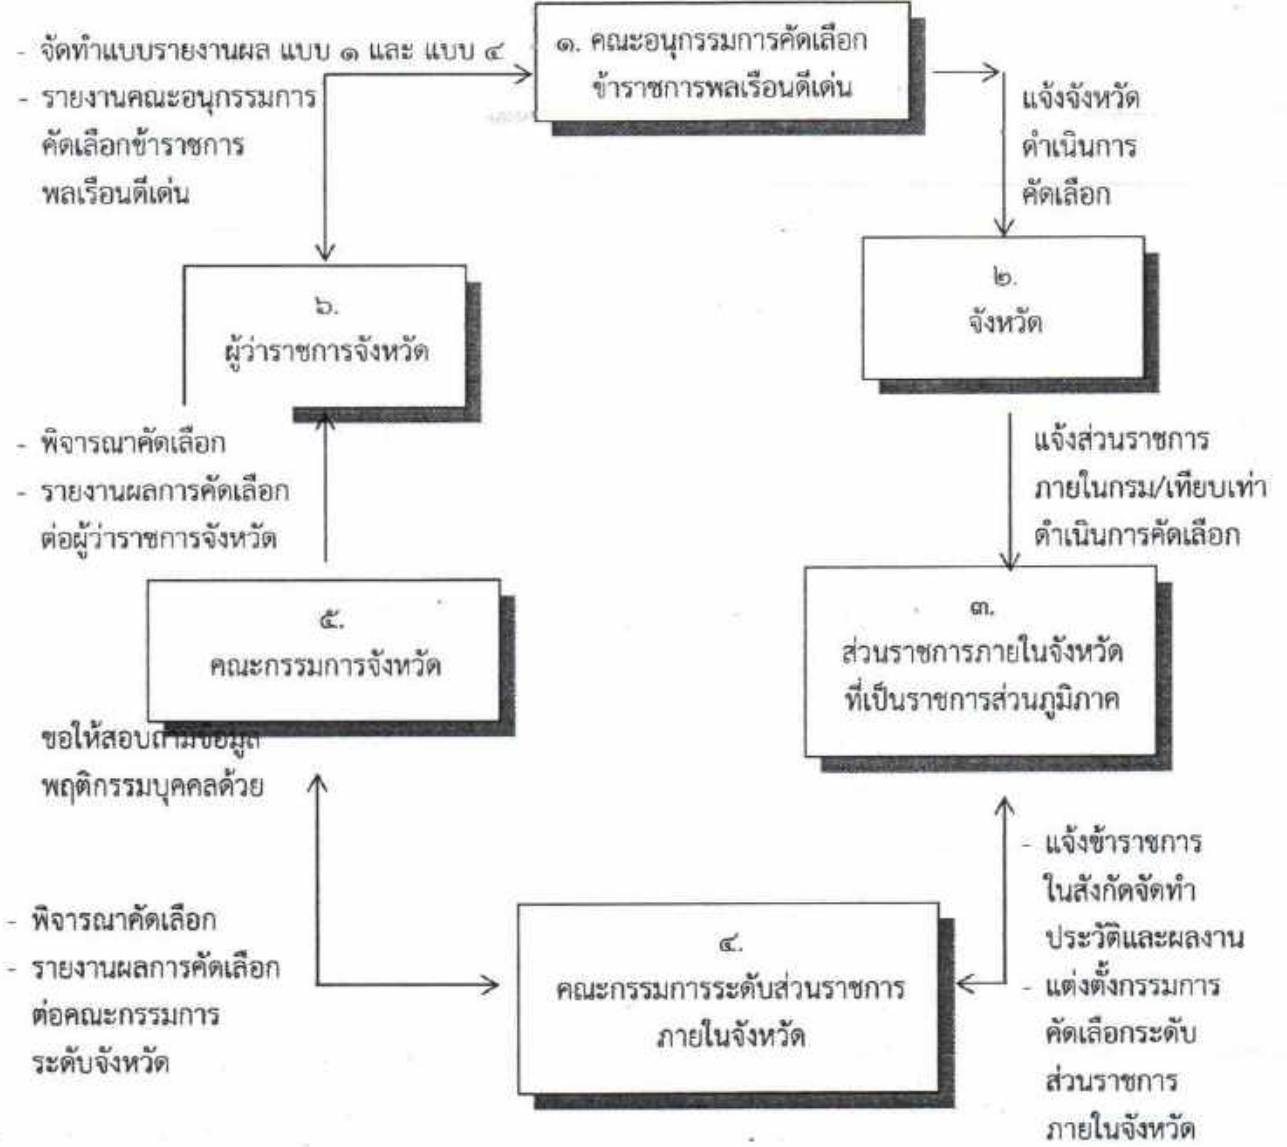 - จัดทำแบบรายงานผล แบบ ๑ และ แบบ ๔
- รายงานคณะอนุกรรมการ
คัดเลือกข้าราชการ
พลเรือนดีเด่น
๑. คณะอนุกรรมการคัดเลือก
ข้าราชการพลเรือนดีเด่น
แจ้งจังหวัด
ดำเนินการ
คัดเลือก
๒.
จังหวัด
แจ้งส่วนราชการ
ภายในกรม/เทียบเท่า
ดำเนินการคัดเลือก
๓.
ส่วนราชการภายในจังหวัด
ที่เป็นราชการส่วนภูมิภาค
- แจ้งข้าราชการ
ในสังกัดจัดทำ
ประวัติและผลงาน
- แต่งตั้งกรรมการ
คัดเลือกระดับ
ส่วนราชการ
ภายในจังหวัด
๔.
คณะกรรมการระดับส่วนราชการ
ภายในจังหวัด
- พิจารณาคัดเลือก
- รายงานผลการคัดเลือก
ต่อคณะกรรมการ
ระดับจังหวัด
๕.
คณะกรรมการจังหวัด
ขอให้สอบถามข้อมูล
พฤติกรรมบุคคลด้วย
- พิจารณาคัดเลือก
- รายงานผลการคัดเลือก
ต่อผู้ว่าราชการจังหวัด
๖.
ผู้ว่าราชการจังหวัด